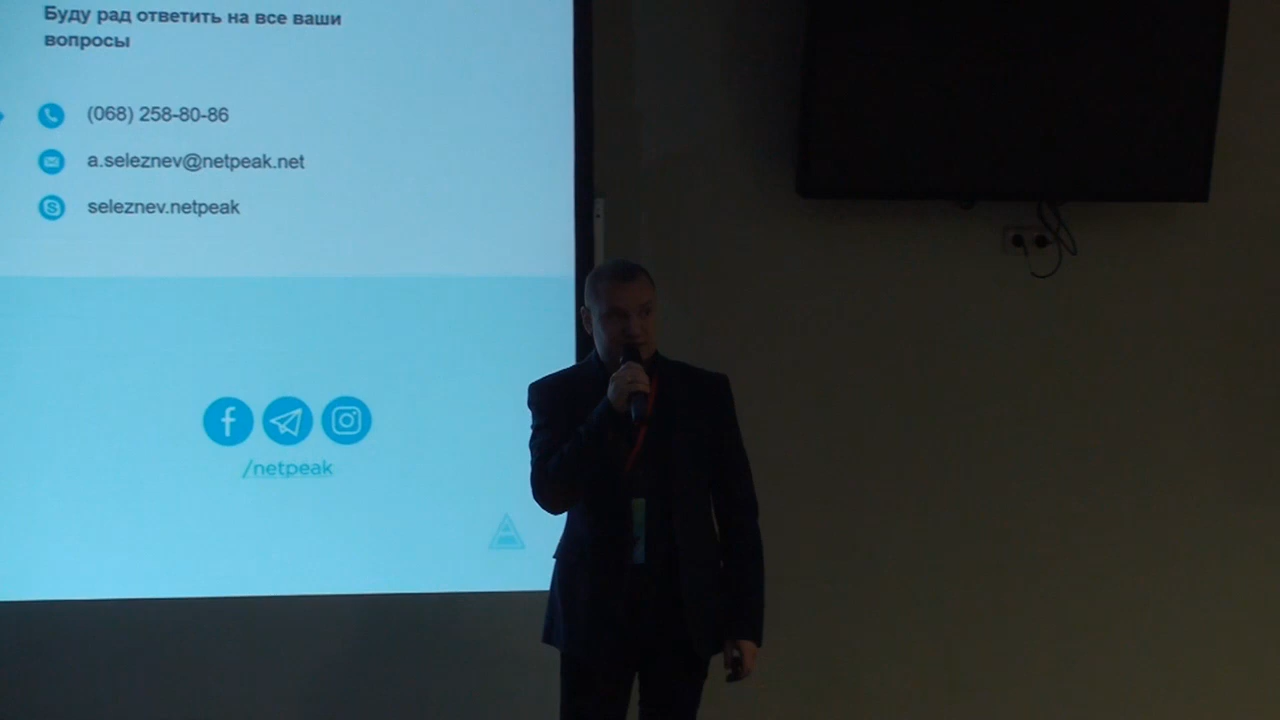 Буду рад ответить на все ваши
вопросы
(068) 258-80-86
a.seleznev@netpeak.net
seleznev.netpeak
/netpeak